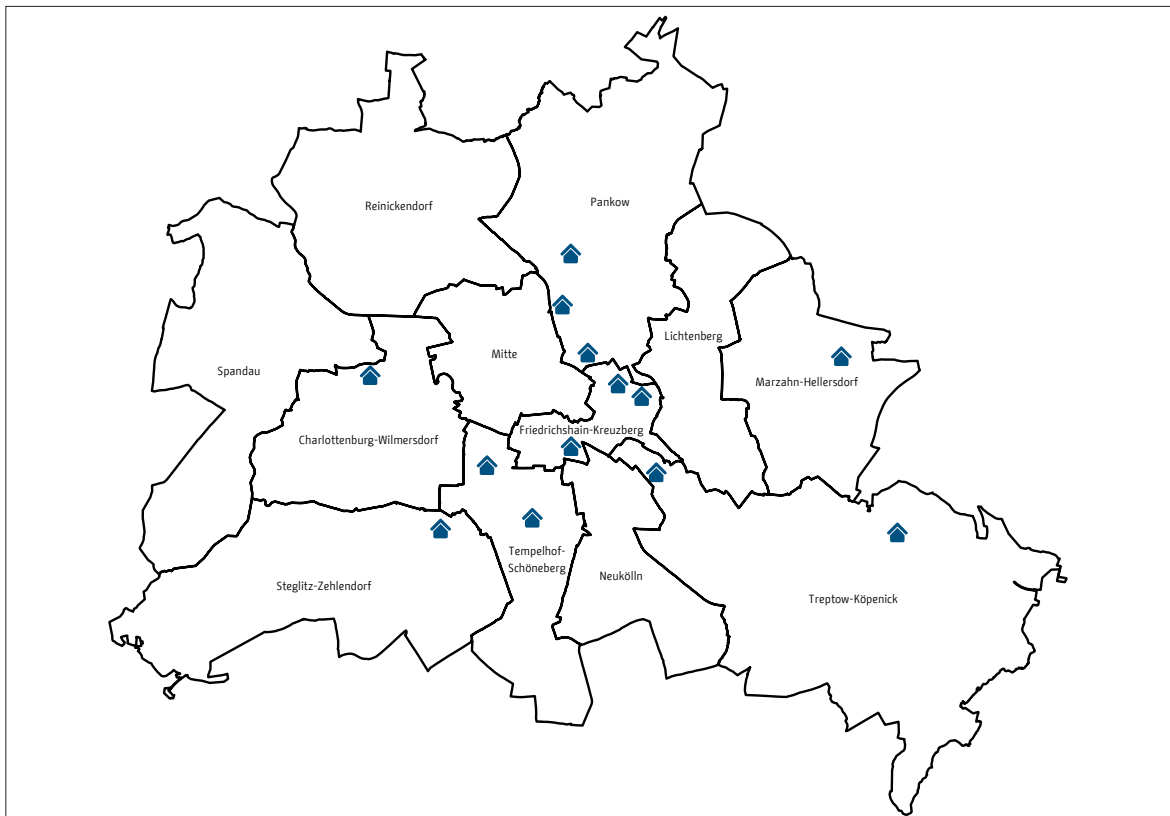 Pankow
Reinickendorf
Lichtenberg
Mitte
Spandau
Marzahn-Hellersdorf
Friedrichshain-Kreuzberg
Charlottenburg-Wilmersdorf
Tempelhof-
Schöneberg
Neukölln
Steglitz-Zehlendorf
Treptow-Köpenick